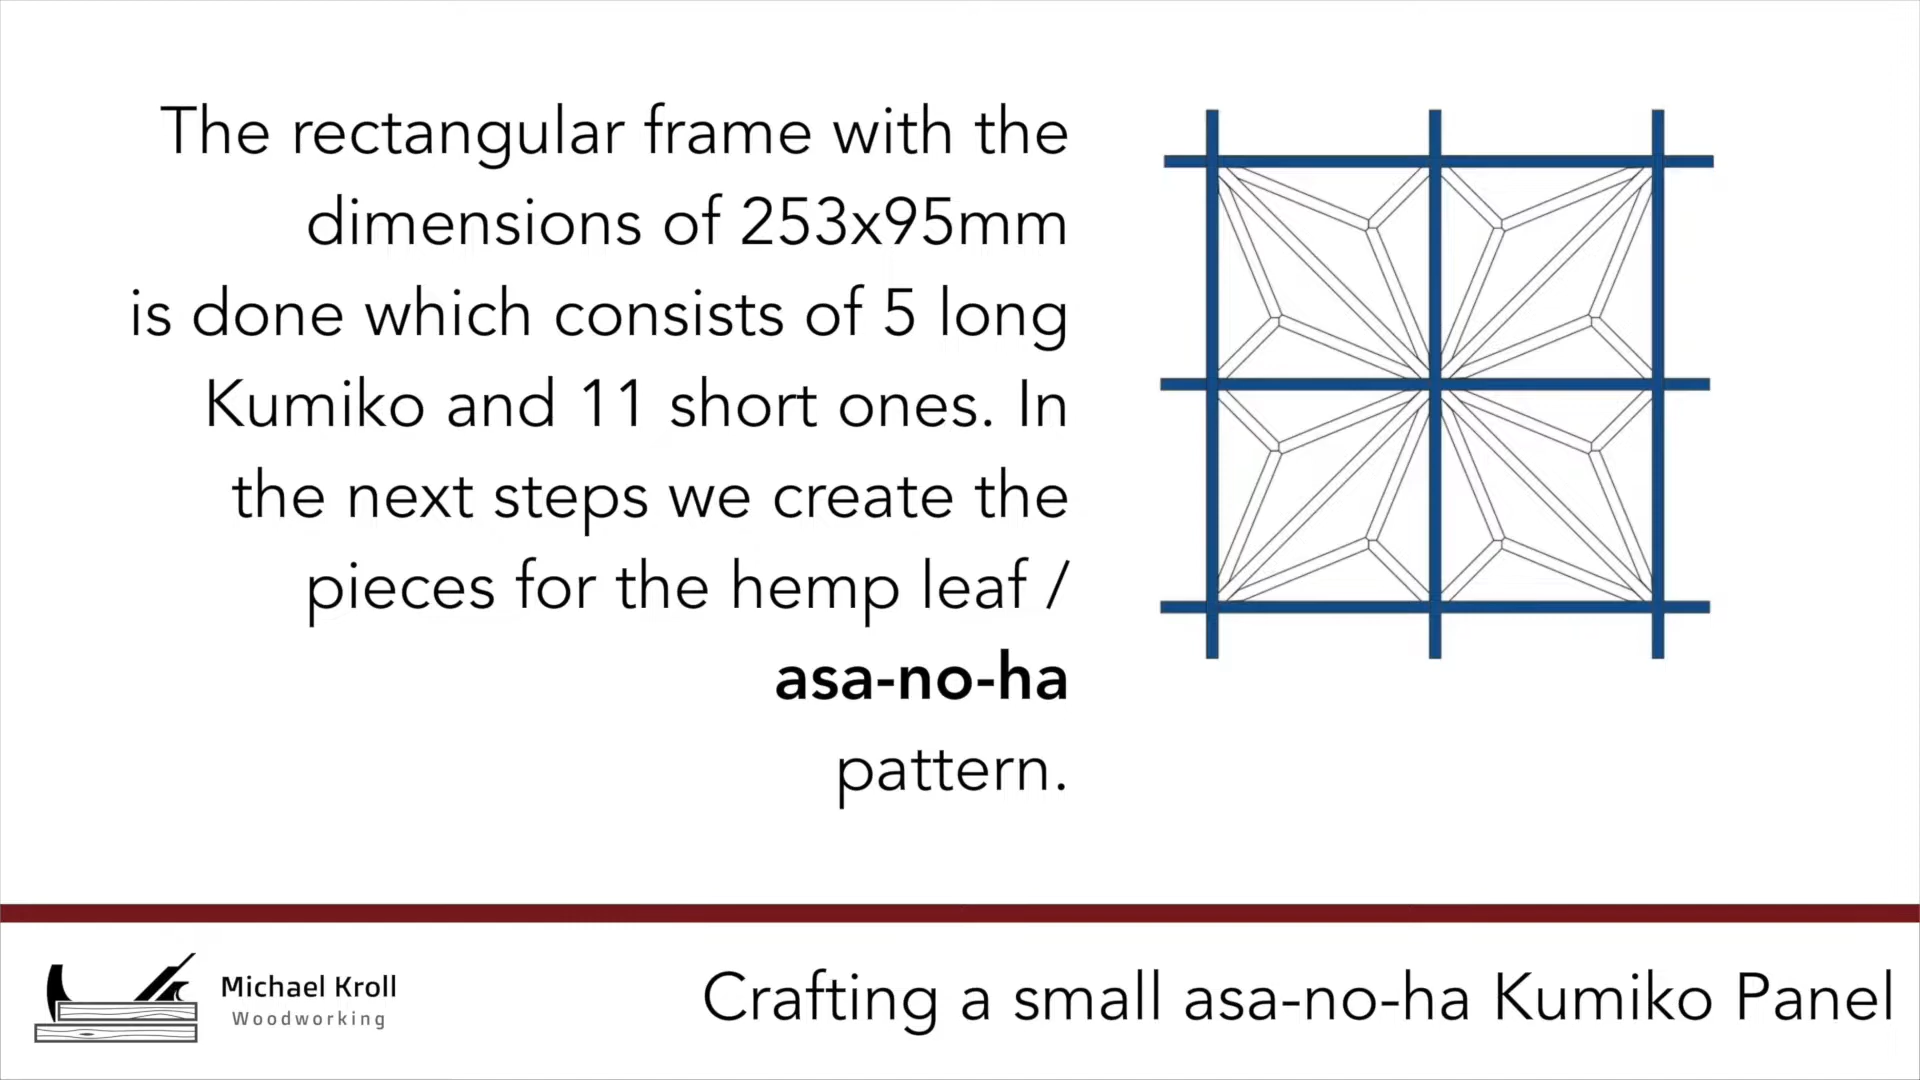 The rectangular frame with the
dimensions of 253x95mm
is done which consists of 5 long
Kumiko and 11 short ones. In
the next steps we create the
pieces for the hemp leaf /
asa-no-ha
pattern.
Michael Kroll
Woodworking
Crafting a small asa-no-ha Kumiko Panel